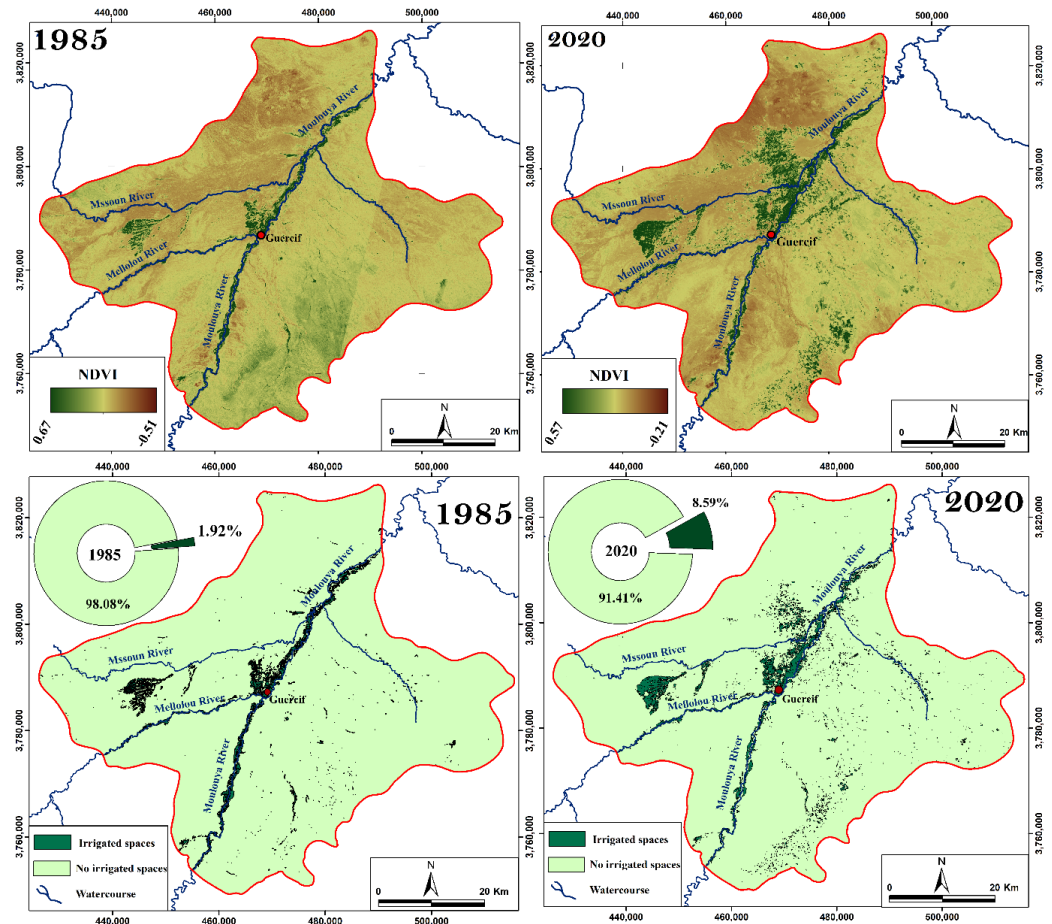 440,000 460,000 480,000 500,000
1985
3,820,000
3,800,000
3,780,000
3,760,000
Moulouya River
Mssoun River
Guercif
Mellolou River
Moulouya River
NDVI
0.67 -0.51
N
0 20 Km
440,000 460,000 480,000 500,000
2020
3,820,000
3,800,000
3,780,000
3,760,000
Moulouya River
Mssoun River
Guercif
Mellolou River
Moulouya River
NDVI
0.57 -0.21
N
0 20 Km
440,000 460,000 480,000 500,000
440,000 460,000 480,000 500,000
1985
1985
1.92%
98.08%
3,820,000
3,800,000
3,780,000
3,760,000
Moulouya River
Mssoun River
Mellolou River
Guercif
Moulouya River
Irrigated spaces
No irrigated spaces
Watercourse
N
0 20 Km
440,000 460,000 480,000 500,000
2020
2020
8.59%
91.41%
3,820,000
3,800,000
3,780,000
3,760,000
Moulouya River
Mssoun River
Mellolou River
Guercif
Moulouya River
Irrigated spaces
No irrigated spaces
Watercourse
N
0 20 Km
440,000 460,000 480,000 500,000